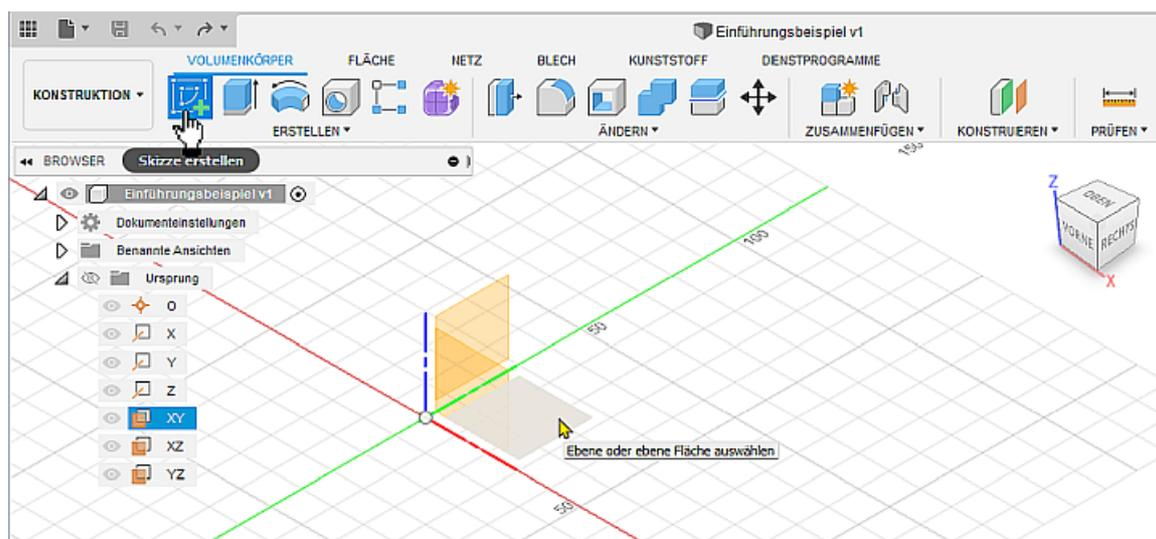 Einführungsbeispiel v1
VOLUMENKÖRPER FLÄCHE NETZ BLECH KUNSTSTOFF DIENSTPROGRAMME
KONSTRUKTION
ERSTELLEN ÄNDERN ZUSAMMENFÜGEN KONSTRUIEREN PRÜFEN
BROWSER
Skizze erstellen
Einführungsbeispiel v1
Dokumenteinstellungen
Benannte Ansichten
Ursprung
O
X
Y
Z
XY
XZ
YZ
150
100
50
50
Ebene oder ebene Fläche auswählen
Z
OBEN
VORNE
RECHTS
X